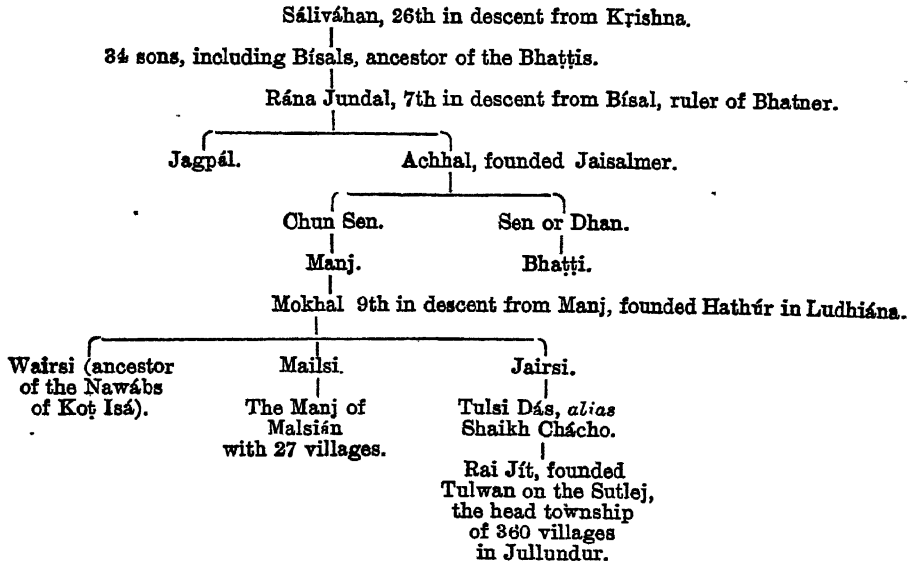 Sáliváhan, 26th in descent from Kṛishna.
34 sons, including Bísals, ancestor of the Bhaṭṭis.
Rána Jundal, 7th in descent from Bísal, ruler of Bhatner.
Jagpál. Achhal, founded Jaisalmer.
Chun Sen. Sen or Dhan.
Manj. Bhaṭṭi.
Mokhal 9th in descent from Manj, founded Hathúr in Ludhiána.
Wairsi (ancestor
of the Nawábs
of Koṭ Isá).
Mailsi.
The Manj of
Malsián
with 27 villages.
Jairsi.
Tulsi Dás, alias
Shaikh Chácho.
Rai Jít, founded
Tulwan on the Sutlej,
the head township
of 360 villages
in Jullundur.